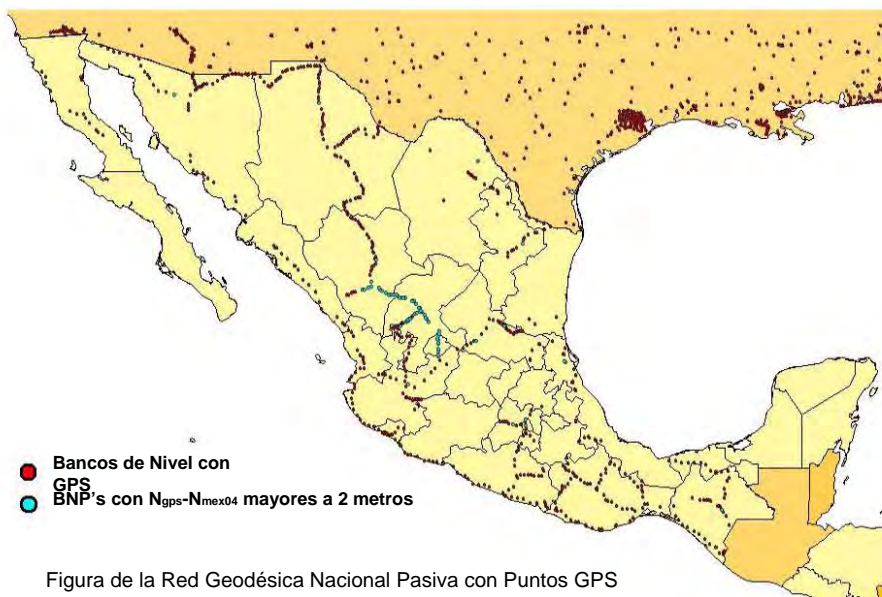 Bancos de Nivel con
GPS
BNP's con Ngps-Nmex04 mayores a 2 metros
Figura de la Red Geodésica Nacional Pasiva con Puntos GPS